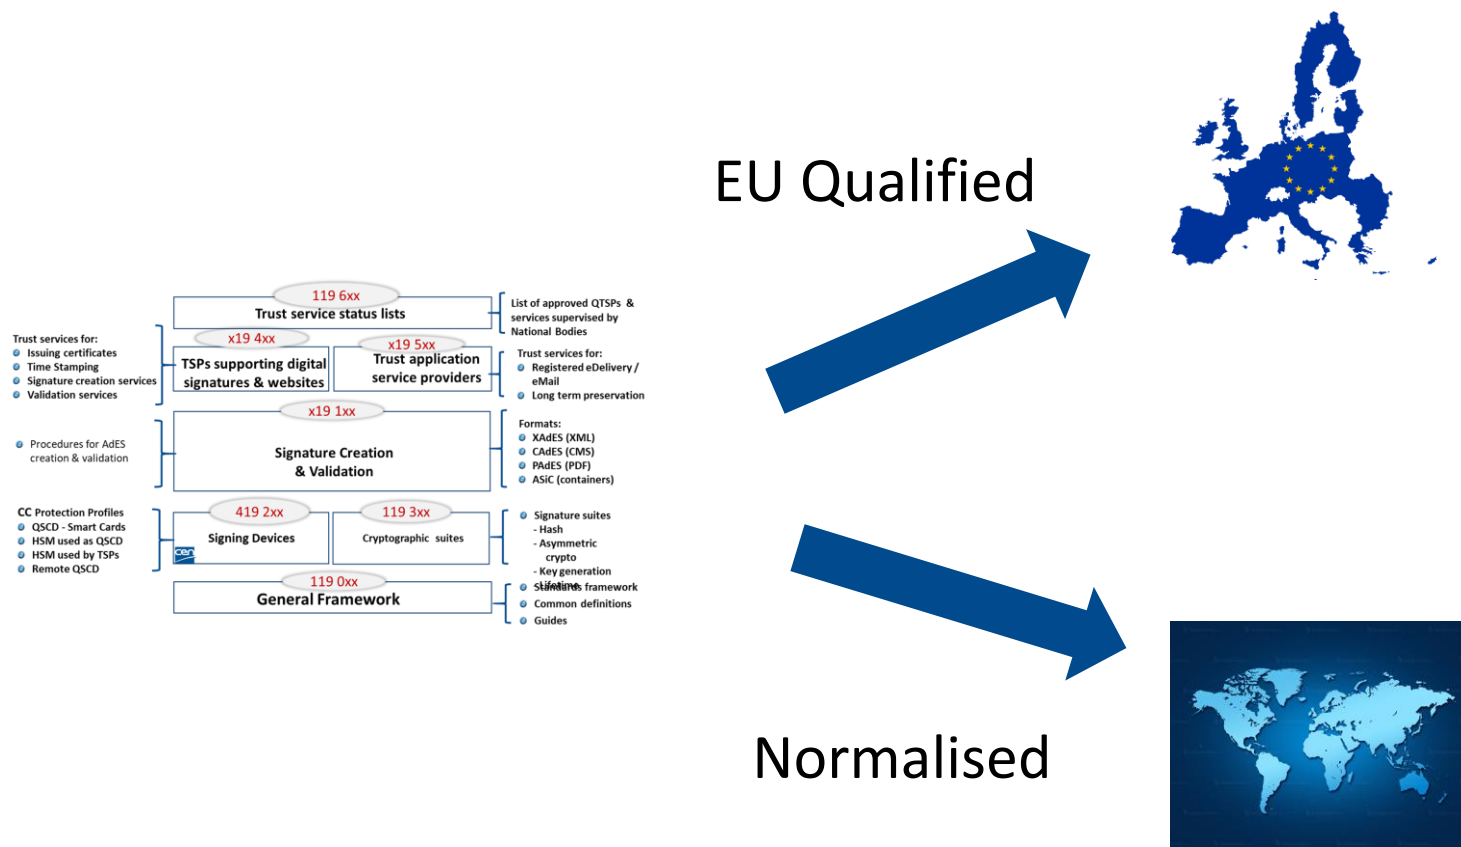 EU Qualified
119 6xx
Trust service status lists
List of approved QTSPs &
services supervised by
National Bodies
Trust services for:
Issuing certificates
Time Stamping
Signature creation services
Validation services
x19 4xx
TSPs supporting digital
signatures & websites
x19 5xx
Trust application
service providers
Trust services for:
Registered eDelivery /
eMail
Long term preservation
x19 1xx
Signature Creation
& Validation
Procedures for AdES
creation & validation
Formats:
XAdES (XML)
CAdES (CMS)
PAdES (PDF)
ASiC (containers)
CC Protection Profiles
QSCD - Smart Cards
HSM used as QSCD
HSM used by TSPs
Remote QSCD
419 2xx
Signing Devices
cen
119 3xx
Cryptographic suites
Signature suites
- Hash
- Asymmetric
crypto
- Key generation
- Lifetime
119 0xx
General Framework
Standards framework
Common definitions
Guides
Normalised